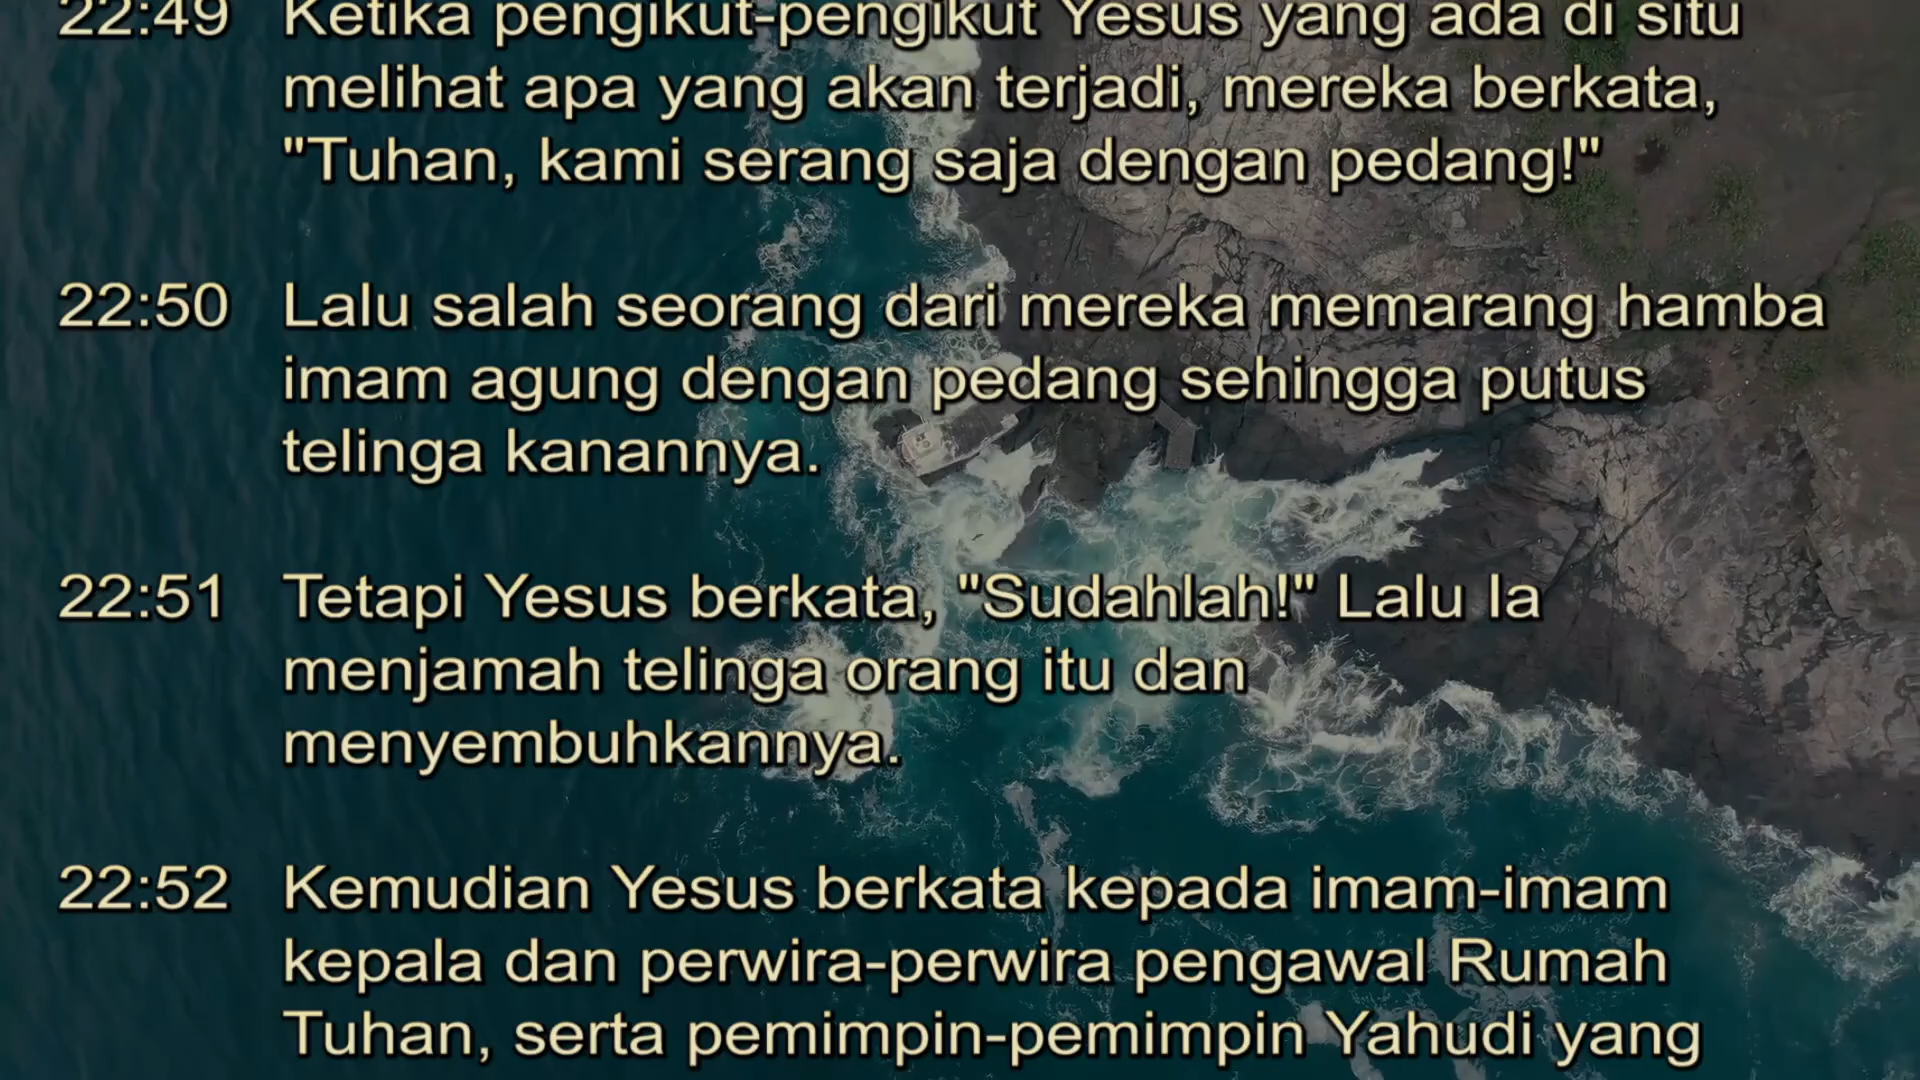 22:49 Ketika pengikut-pengikut Yesus yang ada di situ
melihat apa yang akan terjadi, mereka berkata,
"Tuhan, kami serang saja dengan pedang!"
22:50 Lalu salah seorang dari mereka memarang hamba
imam agung dengan pedang sehingga putus
telinga kanannya.
22:51 Tetapi Yesus berkata, "Sudahlah!" Lalu Ia
menjamah telinga orang itu dan
menyembuhkannya.
22:52 Kemudian Yesus berkata kepada imam-imam
kepala dan perwira-perwira pengawal Rumah
Tuhan, serta pemimpin-pemimpin Yahudi yang